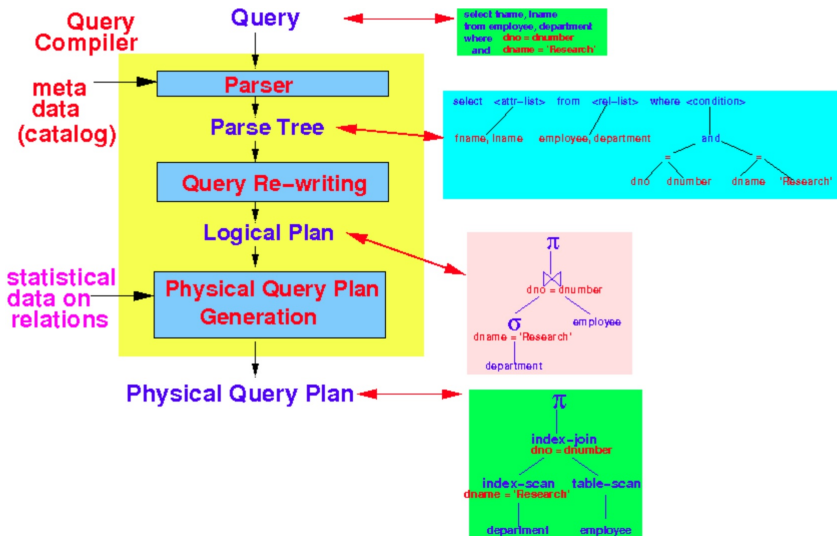 Query
Compiler
Query
select fname, lname
from employee, department
where dno = dnumber
and dname = 'Research'
meta
data
(catalog)
Parser
Parse Tree
select <attr-list> from <rel-list> where <condition>
fname, lname employee, department and
= =
dno dnumber dname 'Research'
Query Re-writing
Logical Plan
π
dno = dnumber
σ employee
dname = 'Research'
department
statistical
data on
relations
Physical Query Plan
Generation
Physical Query Plan
π
index-join
dno = dnumber
index-scan table-scan
dname = 'Research'
department employee